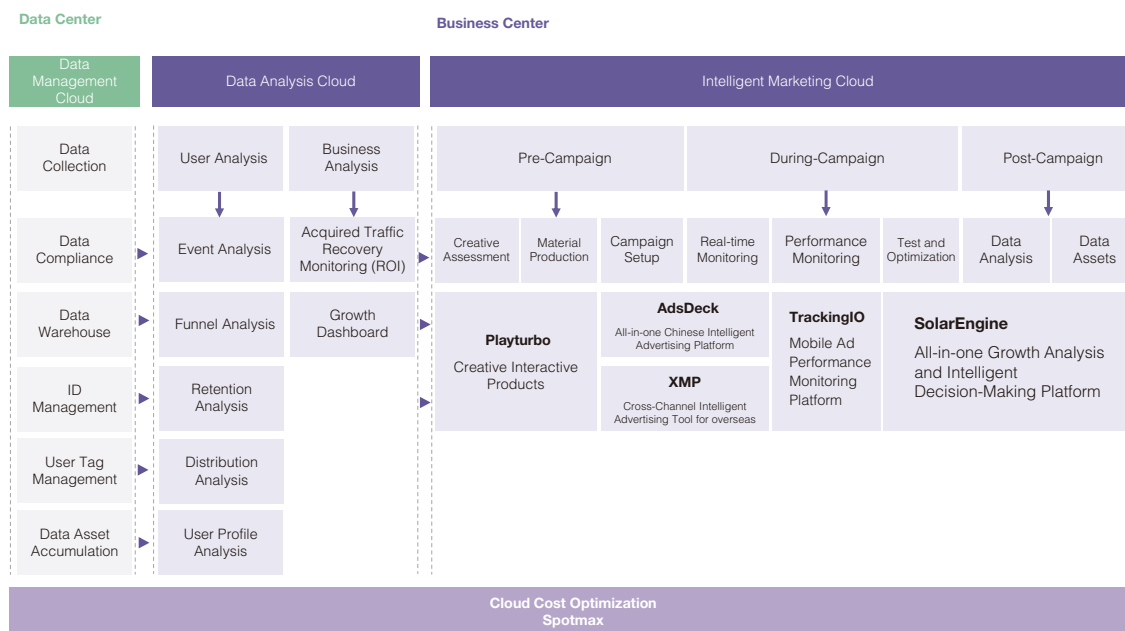 Data Center
Business Center
Data
Management
Cloud
Data Analysis Cloud
Intelligent Marketing Cloud
Data
Collection
User Analysis
Business
Analysis
Pre-Campaign
During-Campaign
Post-Campaign
Data
Compliance
Event Analysis
Acquired Traffic
Recovery
Monitoring (ROI)
Creative
Assessment
Material
Production
Campaign
Setup
Real-time
Monitoring
Performance
Monitoring
Test and
Optimization
Data
Analysis
Data
Assets
Data
Warehouse
Funnel Analysis
Growth
Dashboard
Playturbo
Creative Interactive
Products
AdsDeck
All-in-one Chinese Intelligent
Advertising Platform
XMP
Cross-Channel Intelligent
Advertising Tool for overseas
TrackingIO
Mobile Ad
Performance
Monitoring
Platform
SolarEngine
All-in-one Growth Analysis
and Intelligent
Decision-Making Platform
ID
Management
Retention
Analysis
User Tag
Management
Distribution
Analysis
Data Asset
Accumulation
User Profile
Analysis
Cloud Cost Optimization
Spotmax